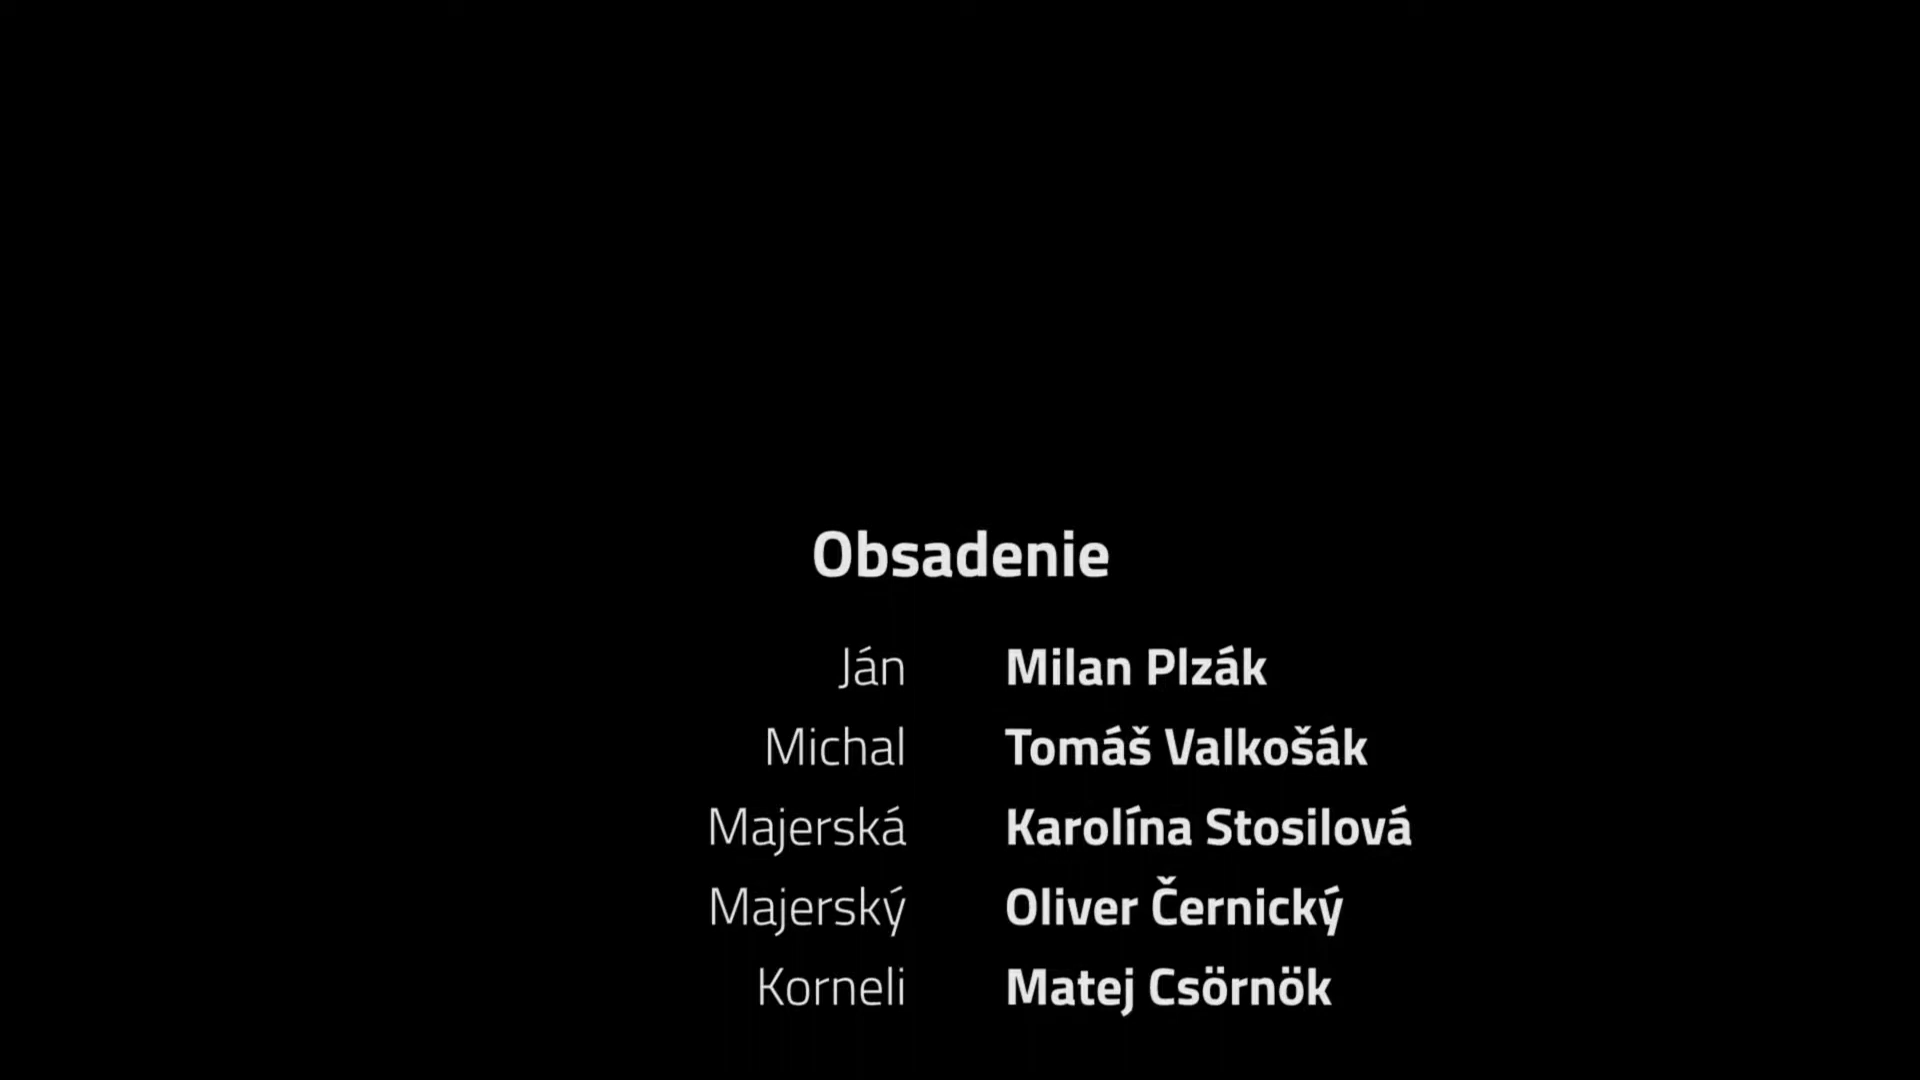 Obsadenie
Ján Milan Plzák
Michal Tomáš Valkošák
Majerská Karolína Stosilová
Majerský Oliver Černický
Korneli Matej Csörnök